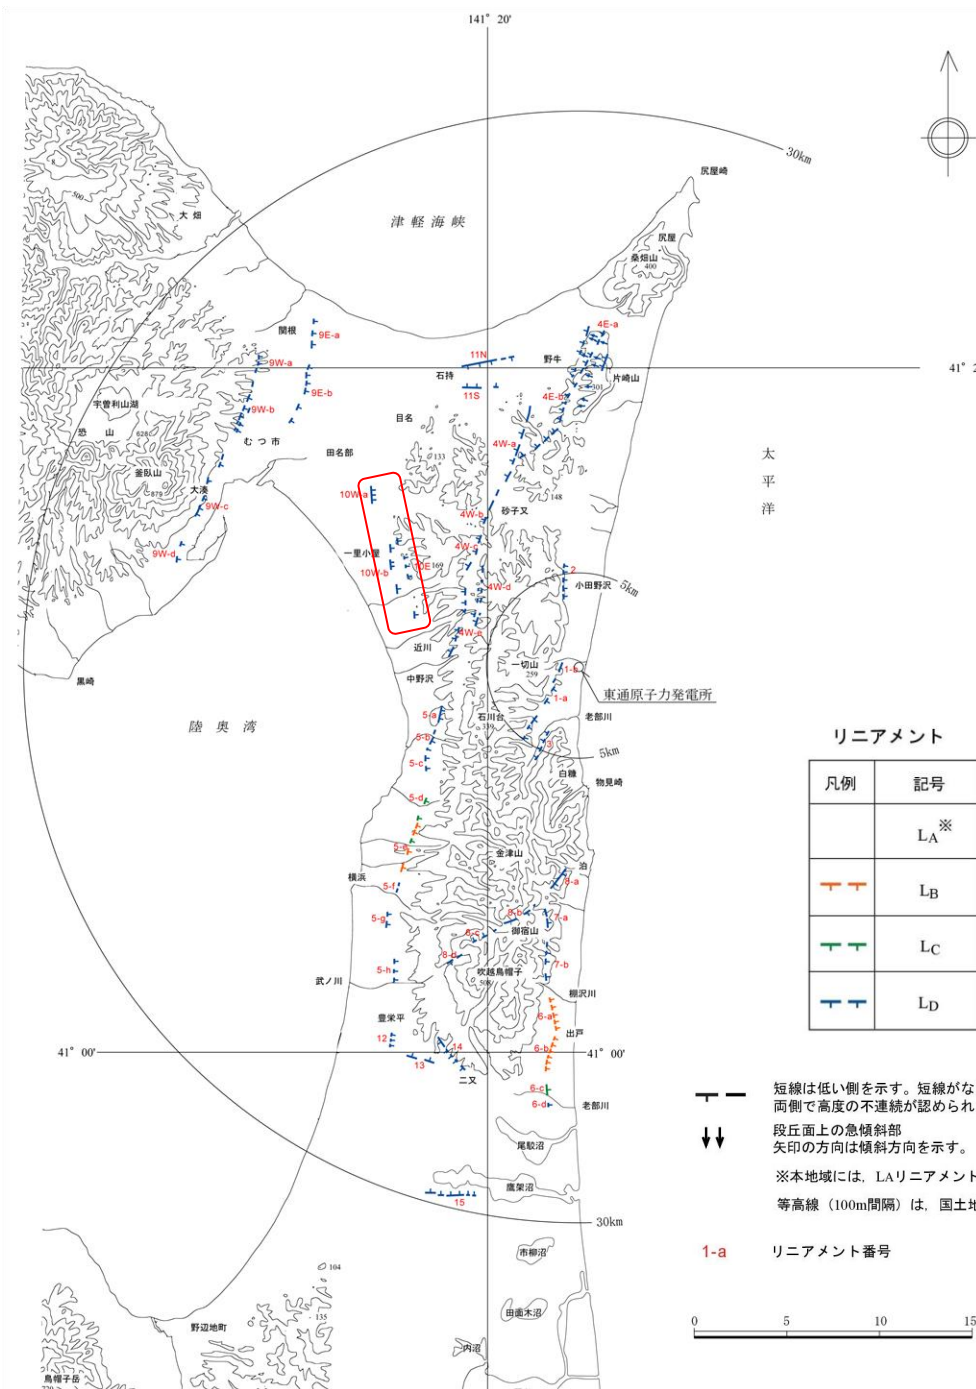 141° 20'
30km
尻屋崎
津軽海峡
大畑
尻屋
桑畑山
400
500
関根
9E-a
4E-a
11N
野牛
9W-a
石持
片崎山
41° 2
宇曽利山湖
9E-b
11S
4E-b
301
恐山
9W-b
目名
628
むつ市
4W-a
太平洋
田名部
133
釜臥山
879
大湊
10W-a
148
9W-c
4W-b
砂子又
一里小屋
4W-c
9W-d
10W-b
10E
169
2
小田野沢
5km
4W-d
4W-e
近川
一切山
259
1-b
黒崎
中野沢
1-a
東通原子力発電所
陸奥湾
5-a
石川台
老部川
5-b
3
リニアメント
5-c
5km
白糠
物見崎
凡例
記号
5-d
LA※
5-e
金津山
泊
横浜
8-a
LB
5-f
5-g
8-b
7-a
御宿山
8-c
LC
8-d
7-b
5-h
吹越烏帽子
508
武ノ川
棚沢川
LD
豊栄平
6-a
出戸
12
14
41° 00'
13
6-b
二又
6-c
短線は低い側を示す。短線がな
6-d
老部川
両側で高度の不連続が認められ
段丘面上の急傾斜部
尾駮沼
矢印の方向は傾斜方向を示す。
※本地域には，LAリニアメント
鷹架沼
15
等高線（100m間隔）は，国土地
30km
市柳沼
1-a
リニアメント番号
104
135
田面木沼
野辺地町
0
5
10
15
内沼
烏帽子岳